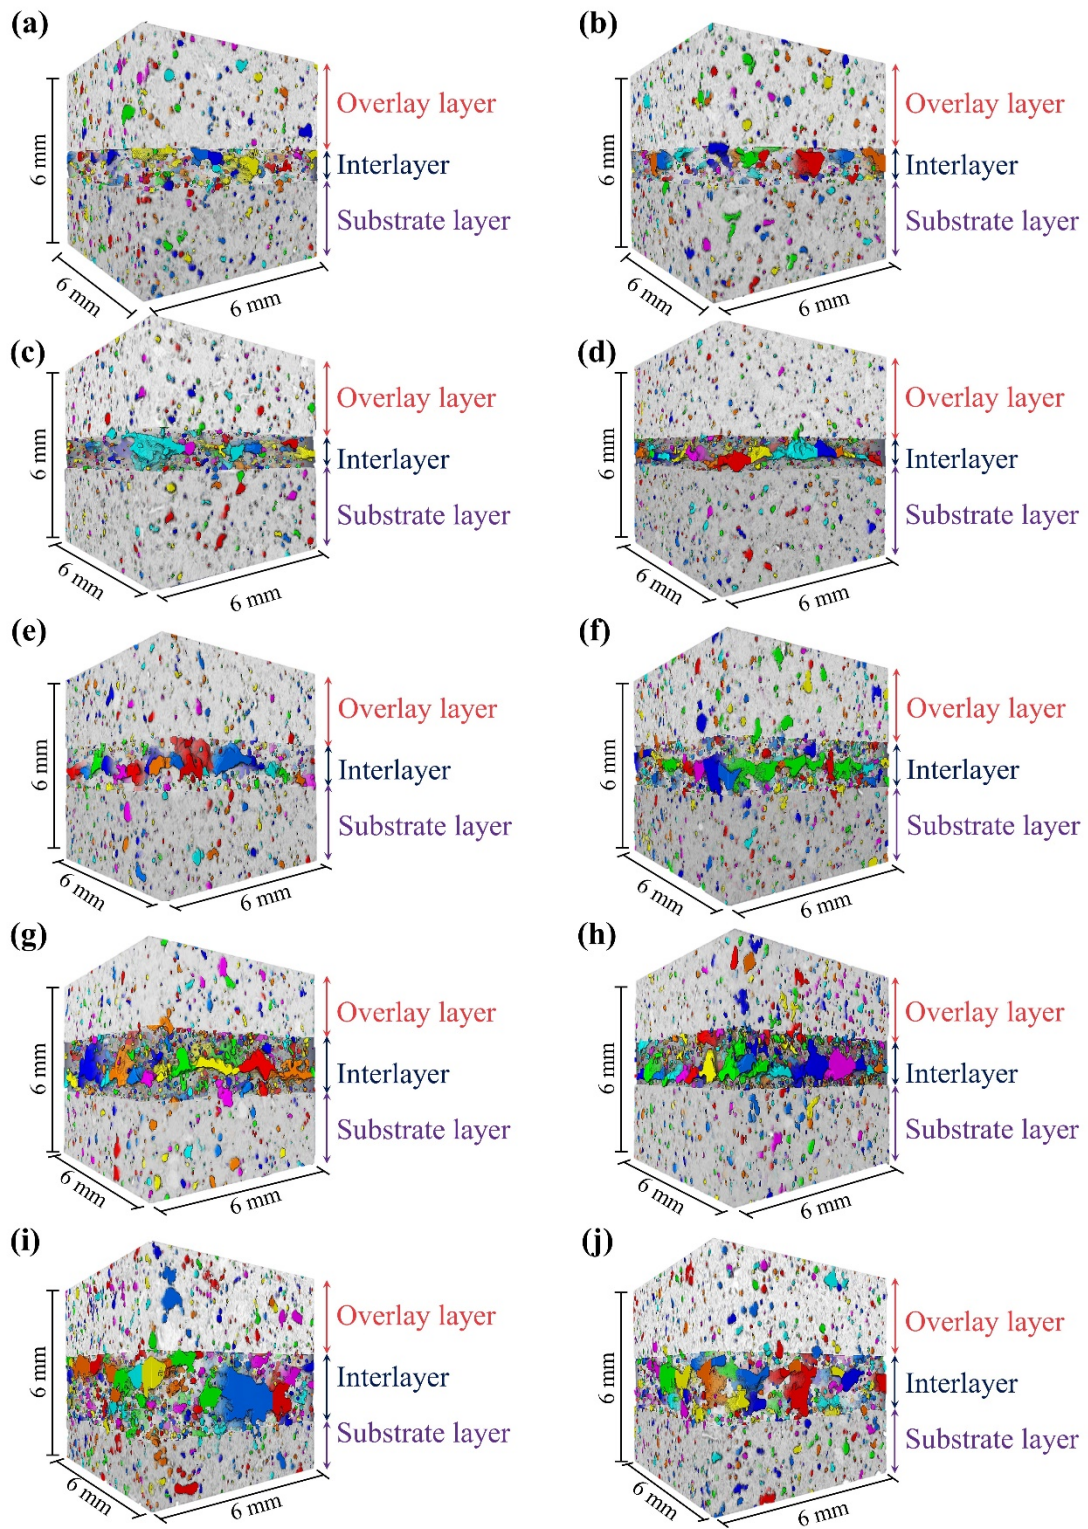 (a)
Overlay layer
Interlayer
Substrate layer
6 mm
6 mm
6 mm
(b)
Overlay layer
Interlayer
Substrate layer
6 mm
6 mm
6 mm
(c)
Overlay layer
Interlayer
Substrate layer
6 mm
6 mm
6 mm
(d)
Overlay layer
Interlayer
Substrate layer
6 mm
6 mm
6 mm
(e)
Overlay layer
Interlayer
Substrate layer
6 mm
6 mm
6 mm
(f)
Overlay layer
Interlayer
Substrate layer
6 mm
6 mm
6 mm
(g)
Overlay layer
Interlayer
Substrate layer
6 mm
6 mm
6 mm
(h)
Overlay layer
Interlayer
Substrate layer
6 mm
6 mm
6 mm
(i)
Overlay layer
Interlayer
Substrate layer
6 mm
6 mm
6 mm
(j)
Overlay layer
Interlayer
Substrate layer
6 mm
6 mm
6 mm